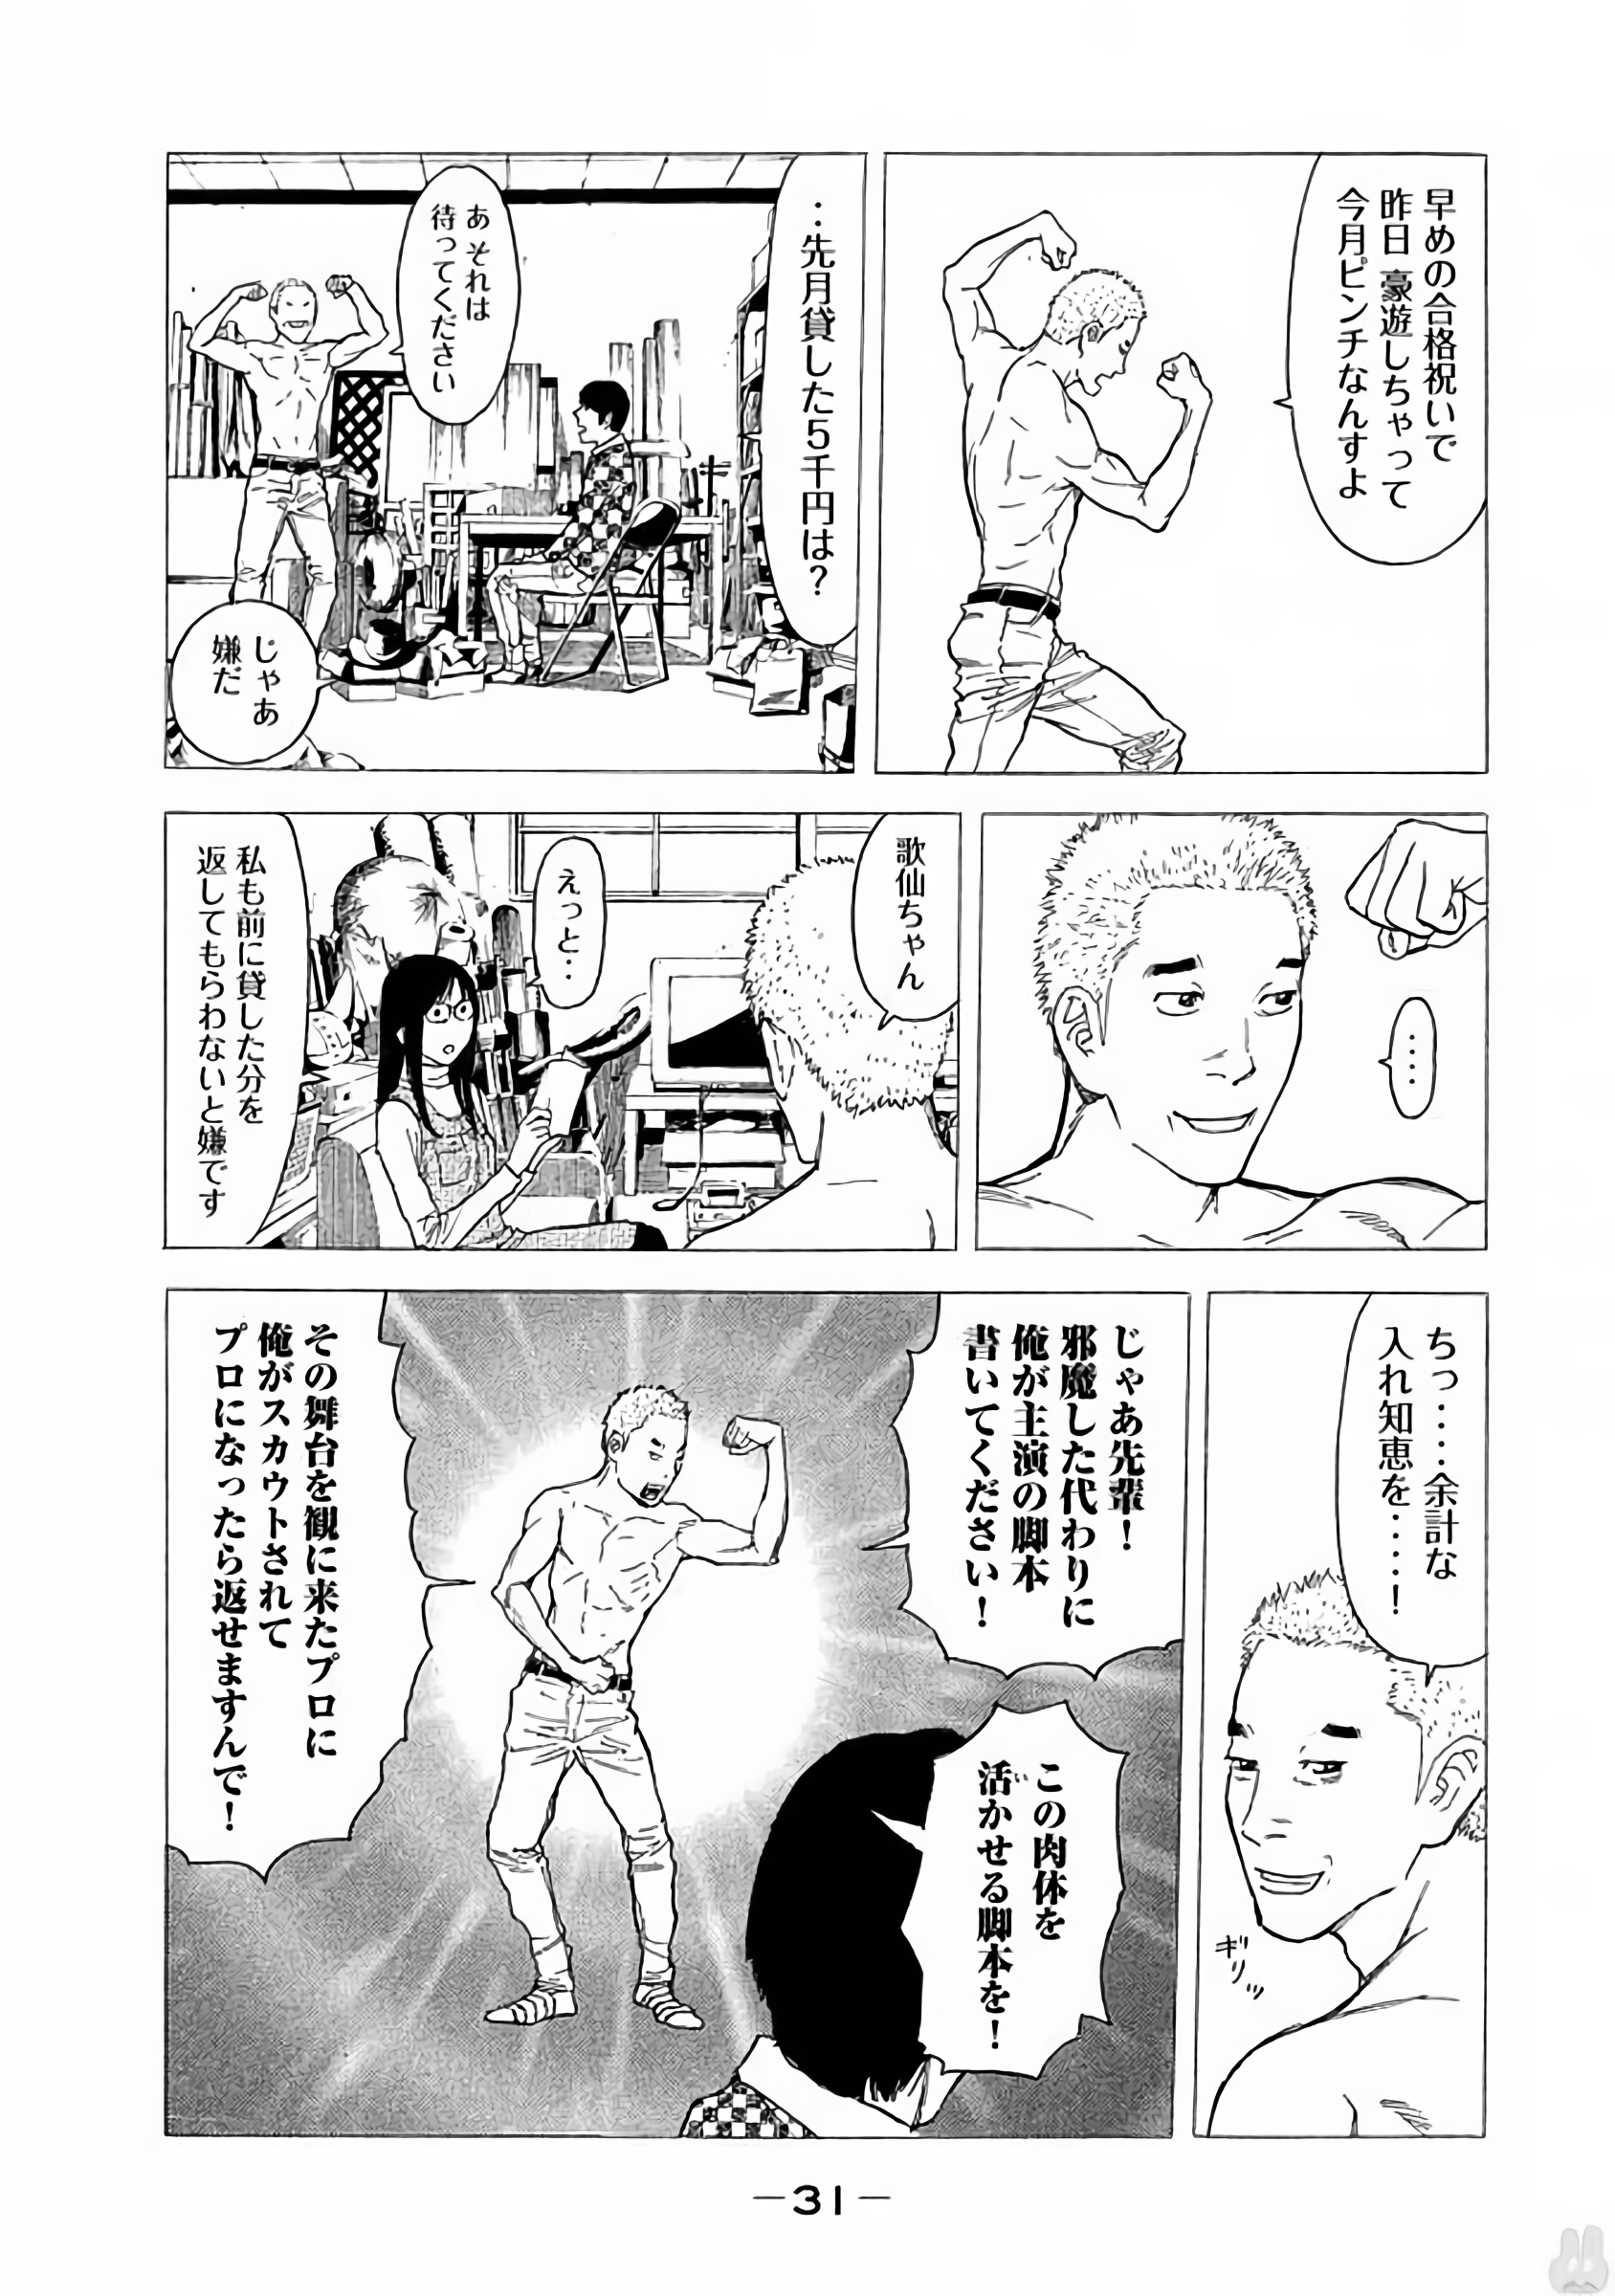 早めの合格祝いで
昨日 豪遊しちゃって
今月ピンチなんすよ
‥先月貸した5千円は?
あ それは
待ってください
じゃあ
嫌だ
‥‥
歌仙ちゃん
えっと‥
私も前に貸した分を
返してもらわないと嫌です
ちっ‥‥余計な
入れ知恵を‥‥!
ギリッ
じゃあ先輩!
邪魔した代わりに
俺が主演の脚本
書いてください!
この肉体を
活かせる脚本を!
い
その舞台を観に来たプロに
俺がスカウトされて
プロになったら返せますんで!
—31—